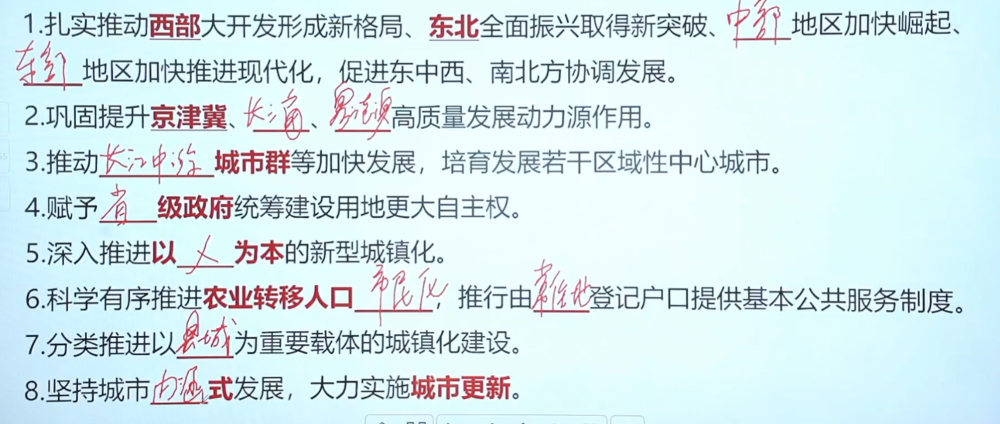 1.扎实推动西部大开发形成新格局、东北全面振兴取得新突破、中部地区加快崛起、
东部地区加快推进现代化，促进东中西、南北方协调发展。
2.巩固提升京津冀、长三角、粤港澳高质量发展动力源作用。
3.推动长江中游城市群等加快发展，培育发展若干区域性中心城市。
4.赋予省级政府统筹建设用地更大自主权。
5.深入推进以人为本的新型城镇化。
6.科学有序推进农业转移人口市民化，推行由常住地登记户口提供基本公共服务制度。
7.分类推进以县城为重要载体的城镇化建设。
8.坚持城市内涵式发展，大力实施城市更新。